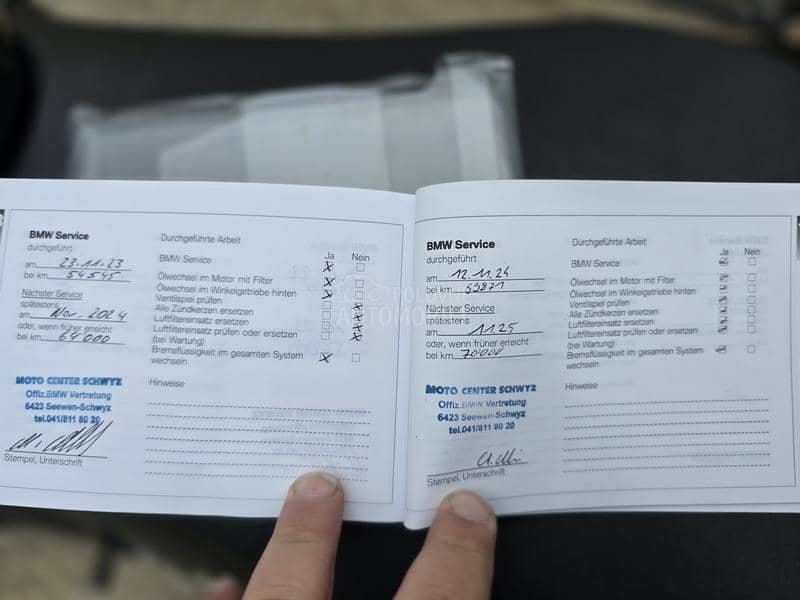 BMW Service
durchgeführt
am 23.11.23
bei km 54545
Nächster Service
spätestens
am Nov. 2024
oder, wenn früher erreicht
bei km 64000
MOTO CENTER SCHWYZ
Offiz.BMW Vertretung
6423 Seewen-Schwyz
tel.041/811 80 20
Stempel, Unterschrift
Durchgeführte Arbeit
Ja Nein
BMW Service
Ölwechsel im Motor mit Filter
Ölwechsel im Winkelgetriebe hinten
Ventilspiel prüfen
Alle Zündkerzen ersetzen
Luftfiltereinsatz ersetzen
Luftfiltereinsatz prüfen oder ersetzen
(bei Wartung)
Bremsflüssigkeit im gesamten System
wechseln
Hinweise
BMW Service
durchgeführt
am 12.11.24
bei km 59871
Nächster Service
spätestens
am 11.25
oder, wenn früher erreicht
bei km 70000
MOTO CENTER SCHWYZ
Offiz.BMW Vertretung
6423 Seewen-Schwyz
tel.041/811 80 20
Stempel, Unterschrift
Durchgeführte Arbeit
Ja Nein
BMW Service
Ölwechsel im Motor mit Filter
Ölwechsel im Winkelgetriebe hinten
Ventilspiel prüfen
Alle Zündkerzen ersetzen
Luftfiltereinsatz ersetzen
Luftfiltereinsatz prüfen oder ersetzen
(bei Wartung)
Bremsflüssigkeit im gesamten System
wechseln
Hinweise